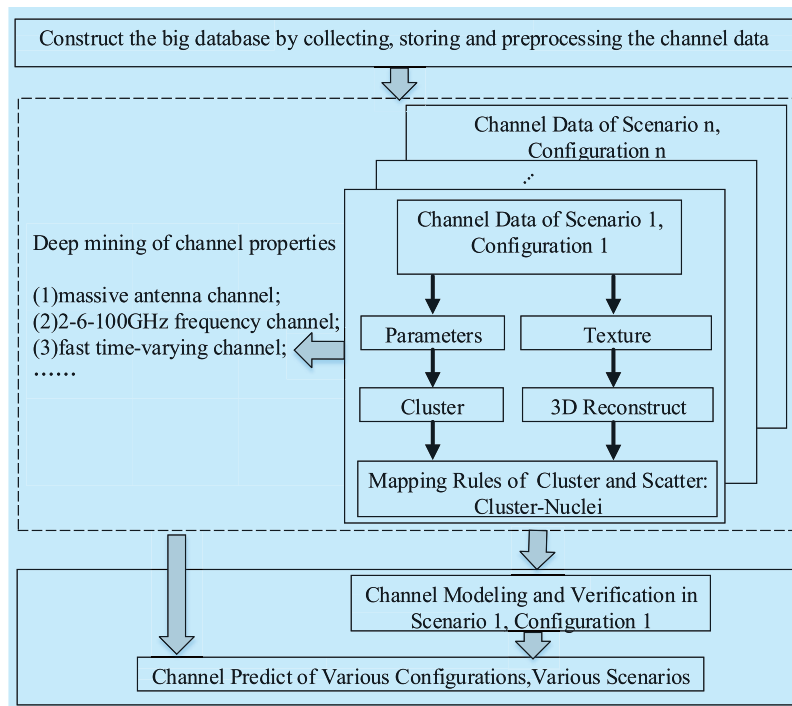 Construct the big database by collecting, storing and preprocessing the channel data
Channel Data of Scenario n,
Configuration n
...
Channel Data of Scenario 1,
Configuration 1
Deep mining of channel properties
(1)massive antenna channel;
(2)2-6-100GHz frequency channel;
(3)fast time-varying channel;
......
Parameters
Texture
Cluster
3D Reconstruct
Mapping Rules of Cluster and Scatter:
Cluster-Nuclei
Channel Modeling and Verification in
Scenario 1, Configuration 1
Channel Predict of Various Configurations,Various Scenarios